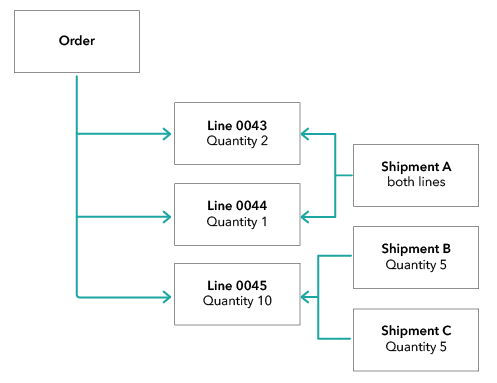 Order
Line 0043
Quantity 2
Line 0044
Quantity 1
Line 0045
Quantity 10
Shipment A
both lines
Shipment B
Quantity 5
Shipment C
Quantity 5